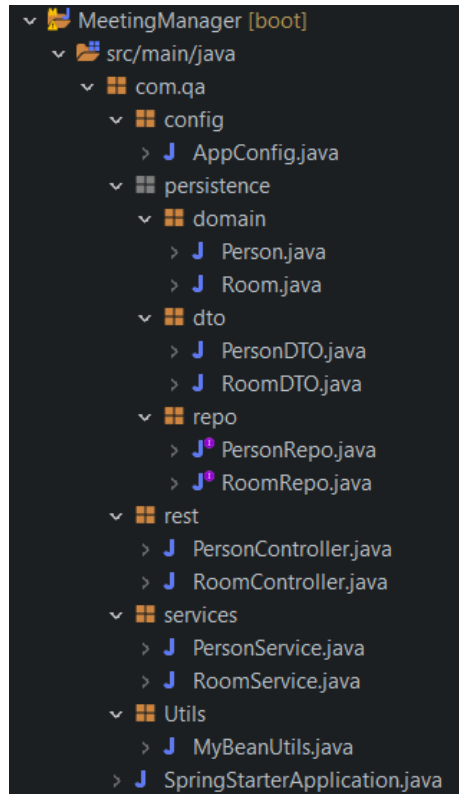 MeetingManager [boot]
src/main/java
com.qa
config
AppConfig.java
persistence
domain
Person.java
Room.java
dto
PersonDTO.java
RoomDTO.java
repo
PersonRepo.java
RoomRepo.java
rest
PersonController.java
RoomController.java
services
PersonService.java
RoomService.java
Utils
MyBeanUtils.java
SpringStarterApplication.java